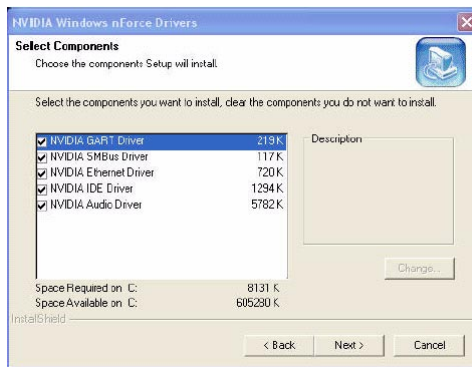 NVIDIA Windows nForce Drivers
Select Components
Choose the components Setup will install.
Select the components you want to install, clear the components you do not want to install.
NVIDIA GART Driver 219 K
NVIDIA SMBus Driver 117 K
NVIDIA Ethernet Driver 720 K
NVIDIA IDE Driver 1294 K
NVIDIA Audio Driver 5782 K
Description
Change...
Space Required on C: 8131 K
Space Available on C: 605280 K
InstallShield
< Back Next > Cancel